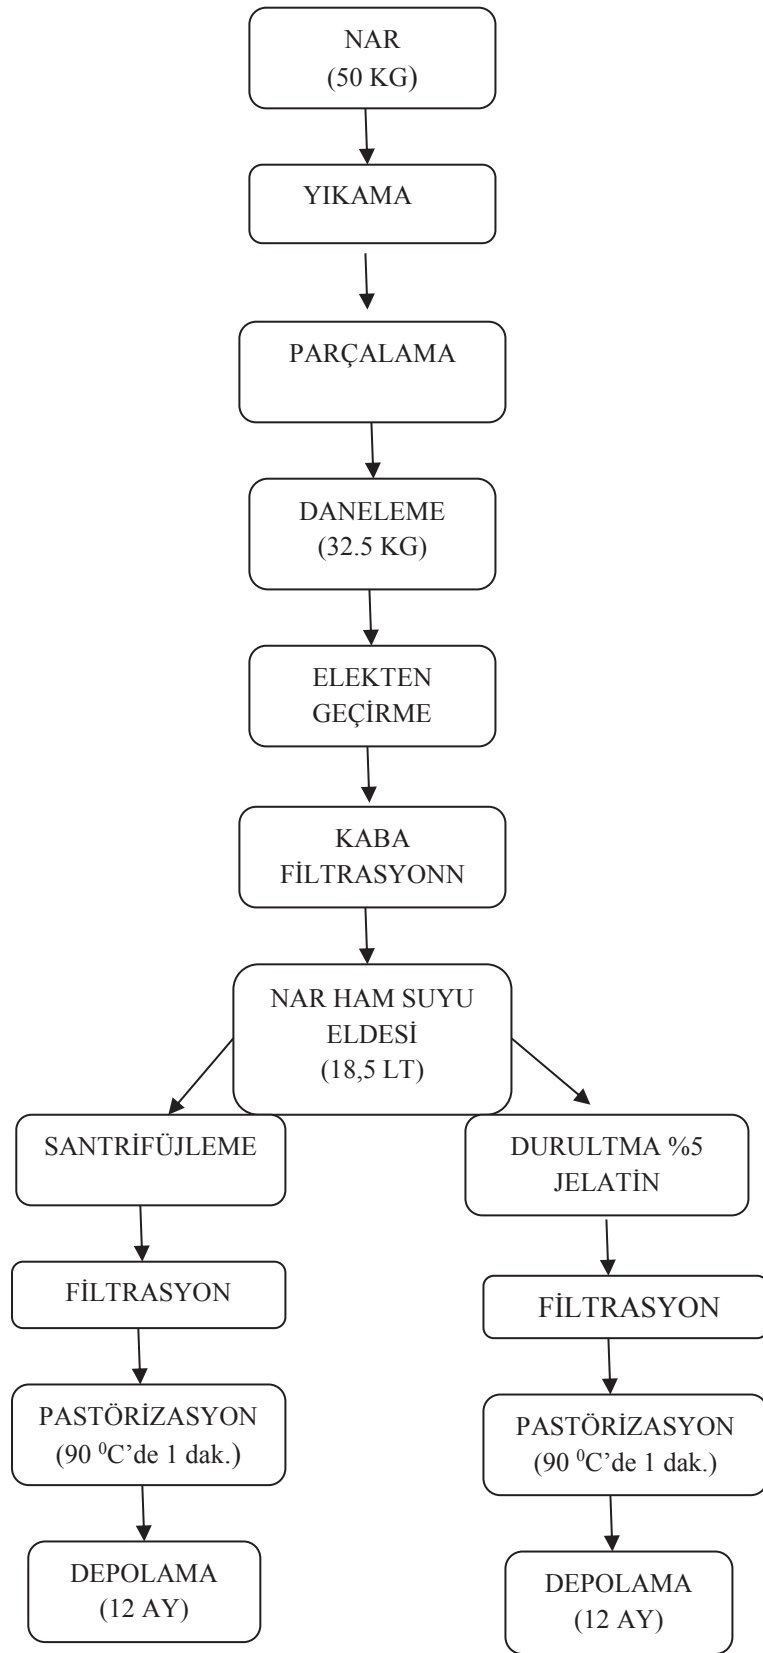 NAR
(50 KG)
YIKAMA
PARÇALAMA
DANELEME
(32.5 KG)
ELEKTEN
GEÇİRME
KABA
FİLTRASYONN
NAR HAM SUYU
ELDESİ
(18,5 LT)
SANTRİFÜJLEME
FİLTRASYON
PASTÖRİZASYON
(90 ⁰C’de 1 dak.)
DEPOLAMA
(12 AY)
DURULTMA %5
JELATİN
FİLTRASYON
PASTÖRİZASYON
(90 ⁰C’de 1 dak.)
DEPOLAMA
(12 AY)